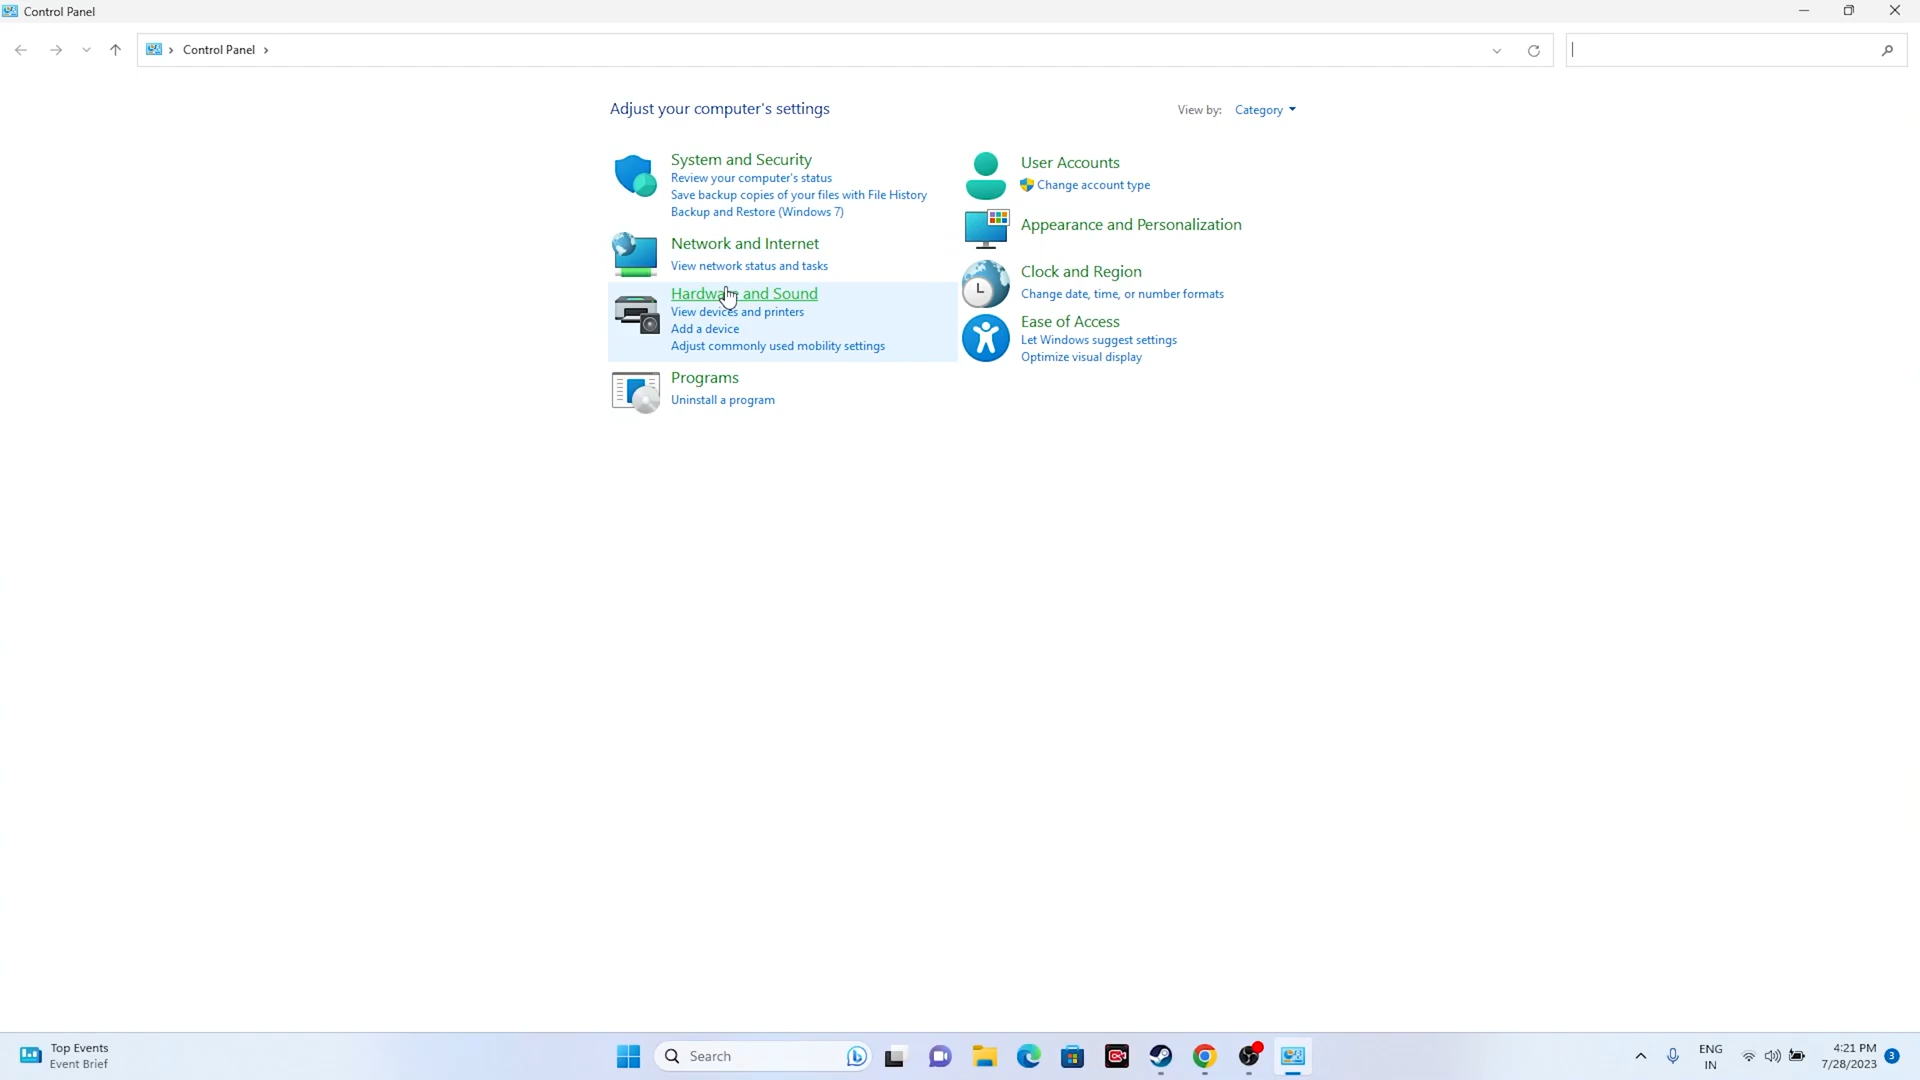 Control Panel
Control Panel
Adjust your computer's settings
View by: Category
System and Security
Review your computer's status
Save backup copies of your files with File History
Backup and Restore (Windows 7)
Network and Internet
View network status and tasks
Hardware and Sound
View devices and printers
Add a device
Adjust commonly used mobility settings
Programs
Uninstall a program
User Accounts
Change account type
Appearance and Personalization
Clock and Region
Change date, time, or number formats
Ease of Access
Let Windows suggest settings
Optimize visual display
Top Events
Event Brief
Search
ENG
IN
4:21 PM
7/28/2023
3